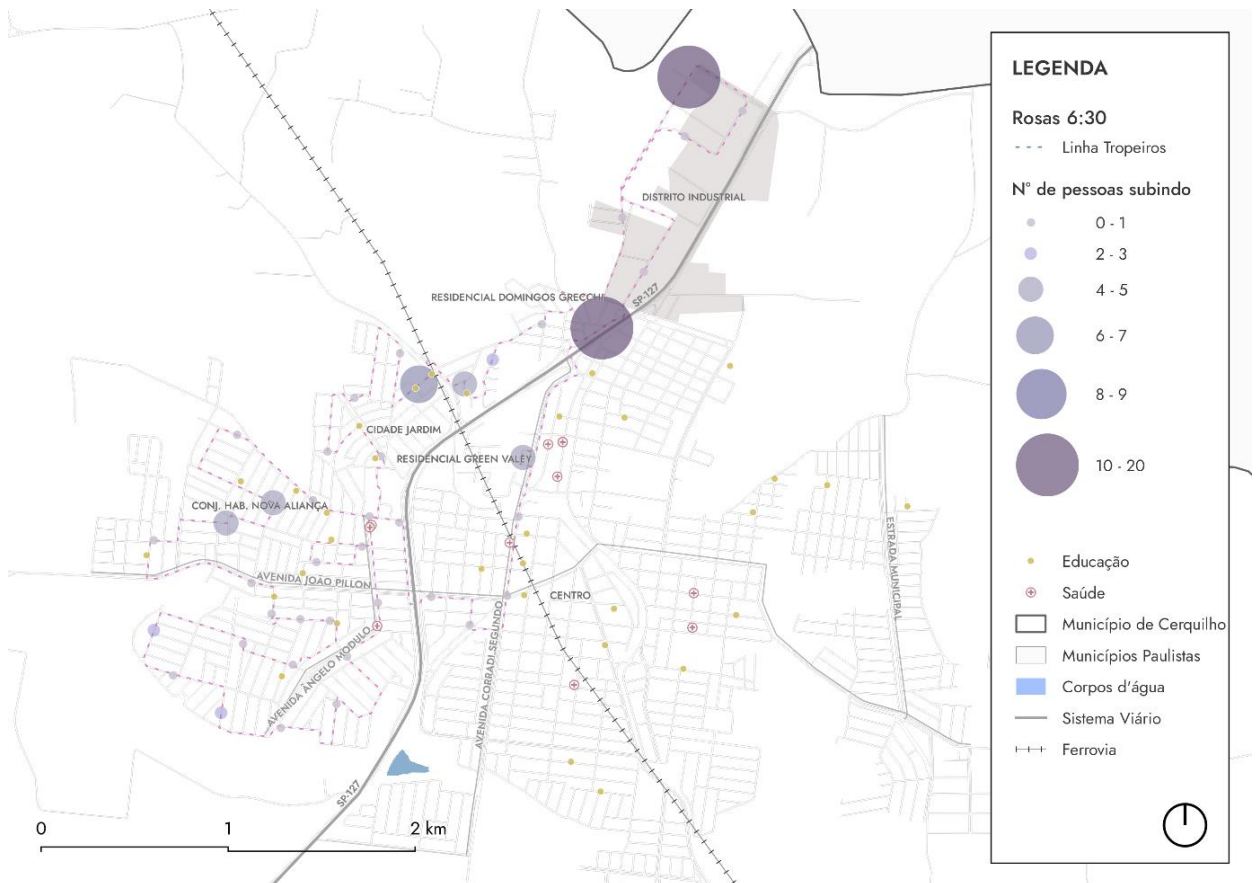 DISTRITO INDUSTRIAL
RESIDENCIAL DOMINGOS GRECCHI
SP-127
CIDADE JARDIM
RESIDENCIAL GREEN VALEY
CONJ. HAB. NOVA ALIANÇA
AVENIDA JOÃO PILLON
CENTRO
ESTRADA MUNICIPAL
AVENIDA ÂNGELO MODULO
AVENIDA CORRADI SEGUNDO
SP-127
0 1 2 km
LEGENDA
Rosas 6:30
Linha Tropeiros
N° de pessoas subindo
0 - 1
2 - 3
4 - 5
6 - 7
8 - 9
10 - 20
Educação
Saúde
Município de Cerquilho
Municípios Paulistas
Corpos d'água
Sistema Viário
Ferrovia